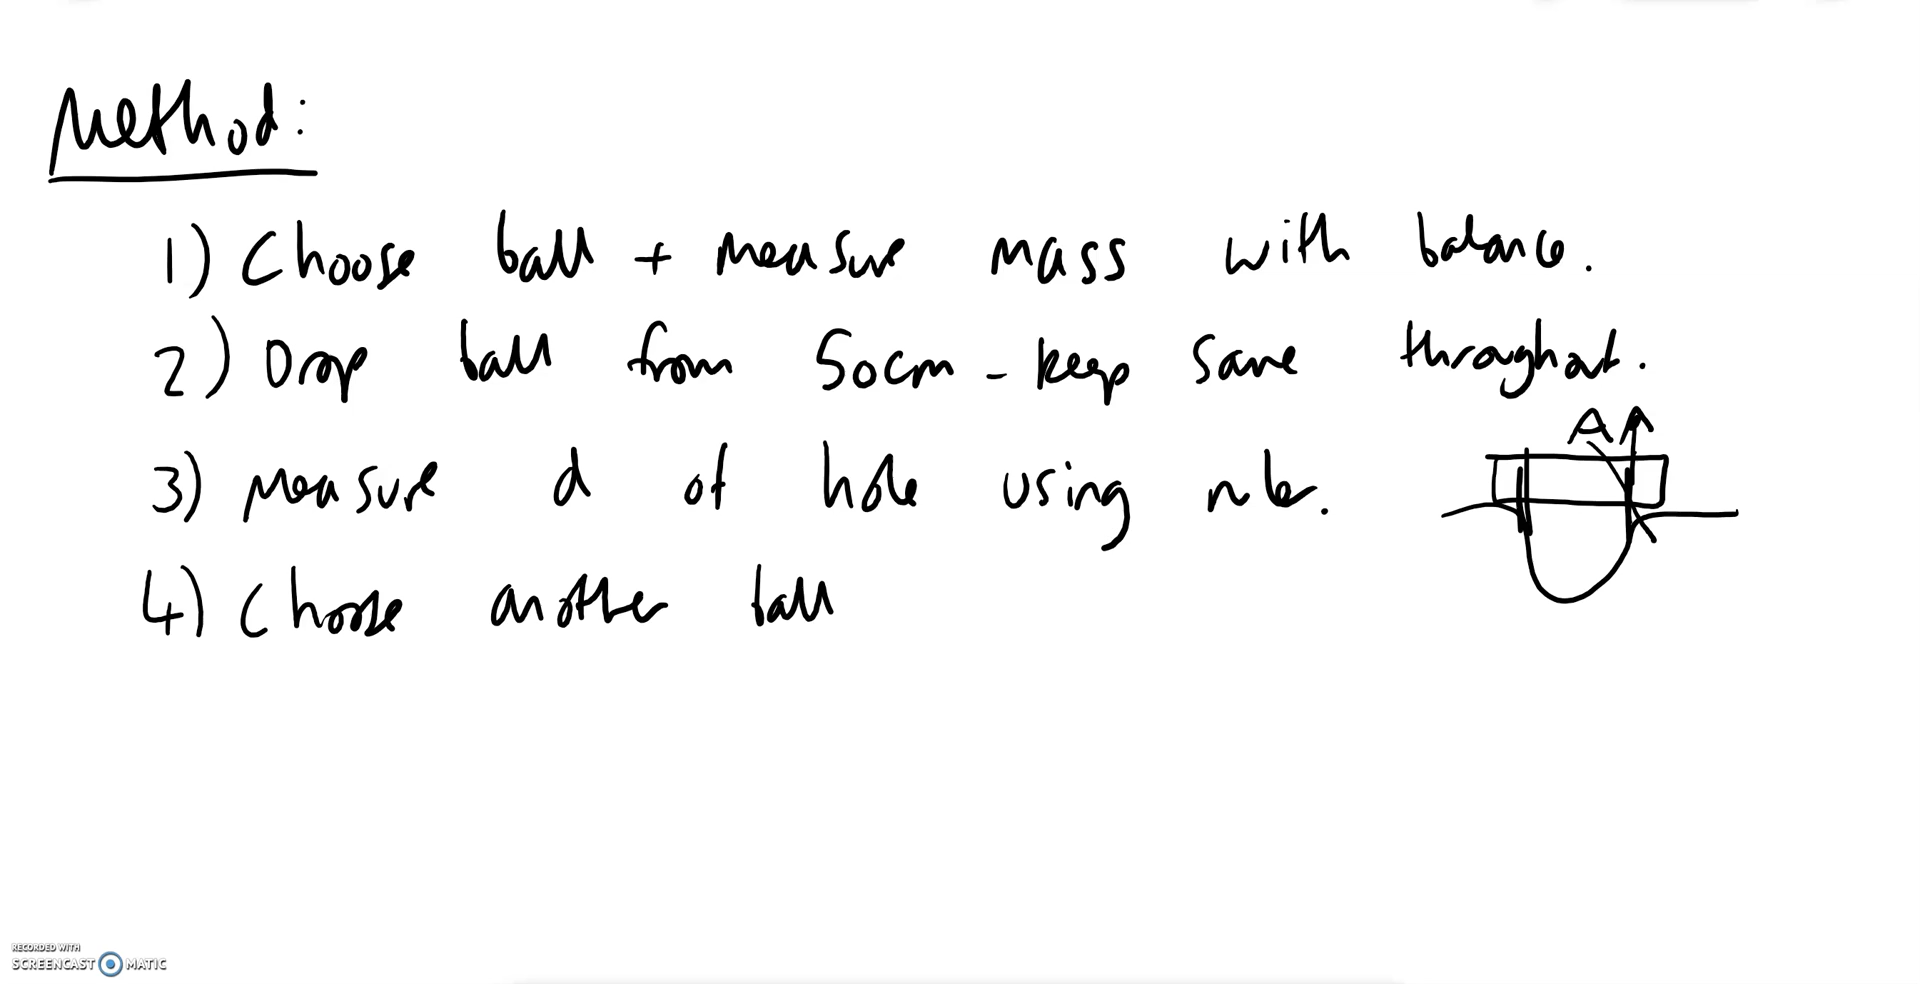 Method:
1) Choose ball + measure mass with balance.
2) Drop ball from 50cm - keep same throughout.
A
3) Measure d of hole using ruler.
4) Choose another ball
RECORDED WITH
SCREENCAST MATIC